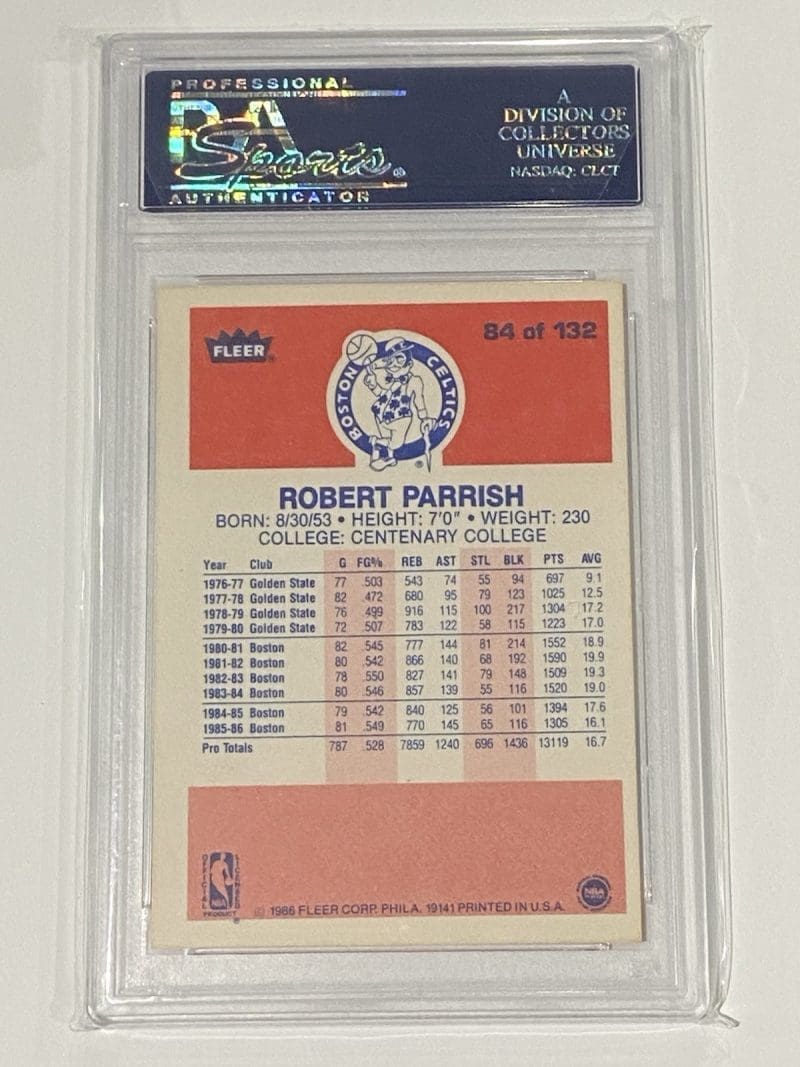 PROFESSIONAL
PSA
Sports®
AUTHENTICATOR
A
DIVISION OF
COLLECTORS
UNIVERSE
NASDAQ: CLCT
FLEER®
84 of 132
BOSTON CELTICS
®
ROBERT PARRISH
BORN: 8/30/53 • HEIGHT: 7'0" • WEIGHT: 230
COLLEGE: CENTENARY COLLEGE
Year Club G FG% REB AST STL BLK PTS AVG
1976-77 Golden State 77 .503 543 74 55 94 697 9.1
1977-78 Golden State 82 .472 680 95 79 123 1025 12.5
1978-79 Golden State 76 .499 916 115 100 217 1304 17.2
1979-80 Golden State 72 .507 783 122 58 115 1223 17.0
1980-81 Boston 82 .545 777 144 81 214 1552 18.9
1981-82 Boston 80 .542 866 140 68 192 1590 19.9
1982-83 Boston 78 .550 827 141 79 148 1509 19.3
1983-84 Boston 80 .546 857 139 55 116 1520 19.0
1984-85 Boston 79 .542 840 125 56 101 1394 17.6
1985-86 Boston 81 .549 770 145 65 116 1305 16.1
Pro Totals 787 .528 7859 1240 696 1436 13119 16.7
OFFICIAL LICENSED
NBA
PRODUCT
®
© 1986 FLEER CORP. PHILA. 19141 PRINTED IN U.S.A.
NBA
PLAYERS